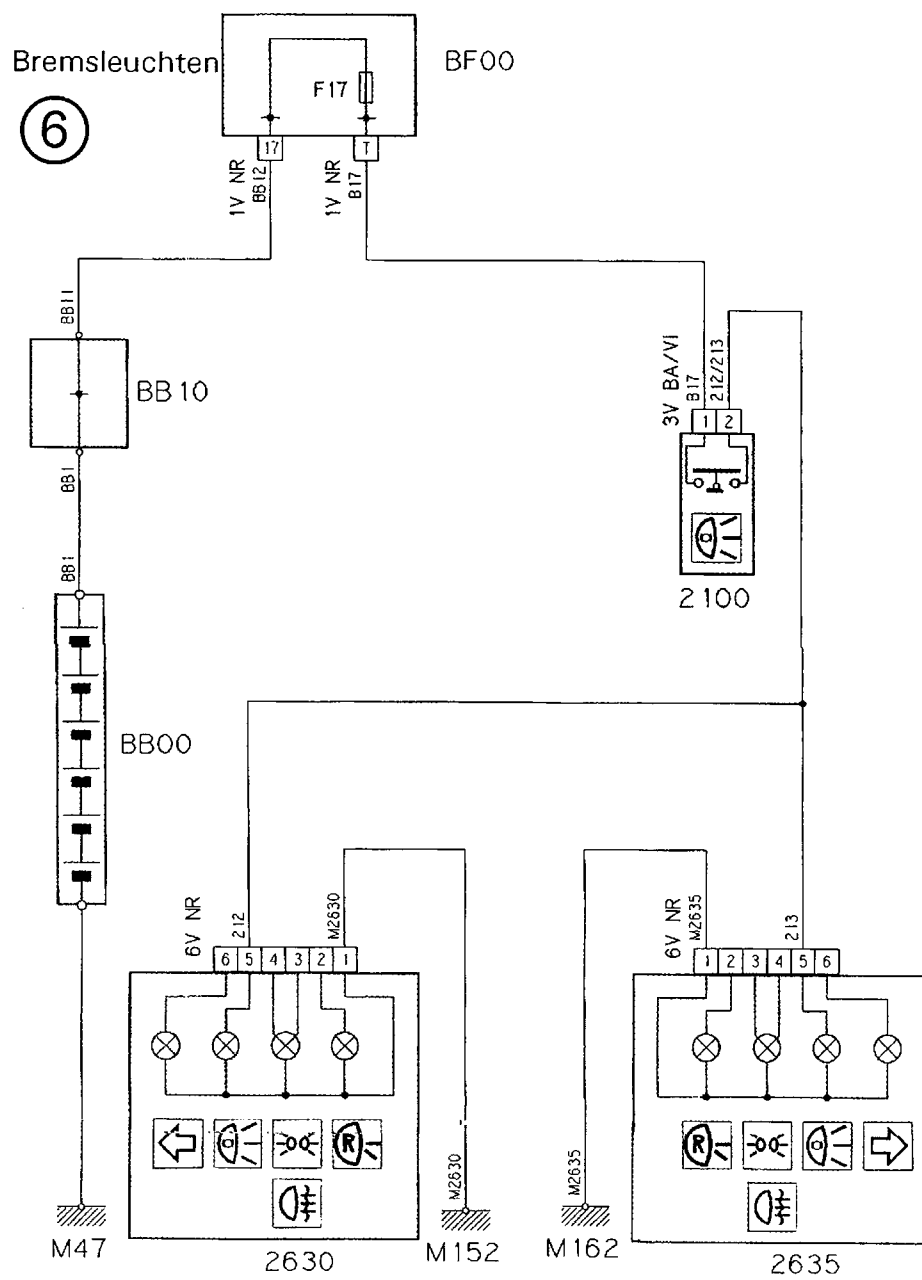 Bremsleuchten
BF00
6
F17
17
T
1V NR
BB12
1V NR
B17
BB11
BB10
3V BA/VI
B17
212/213
1
2
BB1
BB1
2100
BB00
6V NR
212
M2630
6V NR
M2635
213
6
5
4
3
2
1
1
2
3
4
5
6
R
R
M2630
M2635
M47
2630
M152
M162
2635